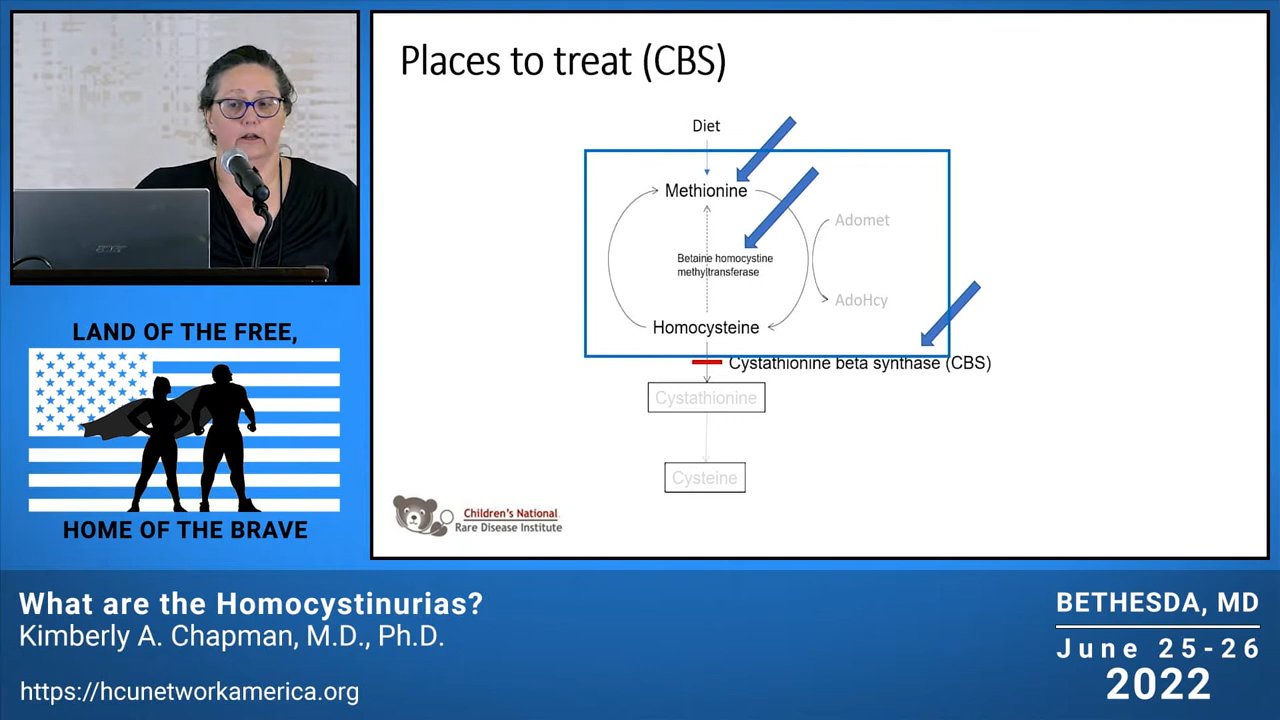 Places to treat (CBS)
Diet
Methionine
Adomet
Betaine homocystine
methyltransferase
AdoHcy
Homocysteine
Cystathionine beta synthase (CBS)
Cystathionine
Cysteine
Children's National
Rare Disease Institute
LAND OF THE FREE,
HOME OF THE BRAVE
What are the Homocystinurias?
Kimberly A. Chapman, M.D., Ph.D.
https://hcunetworkamerica.org
BETHESDA, MD
June 25-26
2022